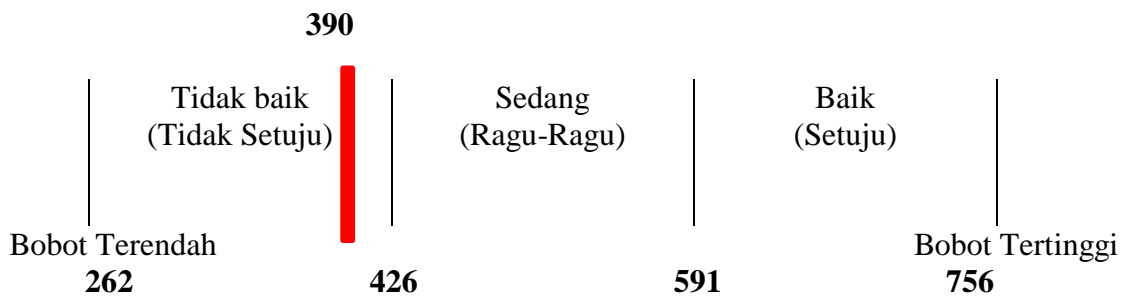 390
Tidak baik Sedang Baik
(Tidak Setuju) (Ragu-Ragu) (Setuju)
Bobot Terendah Bobot Tertinggi
262 426 591 756